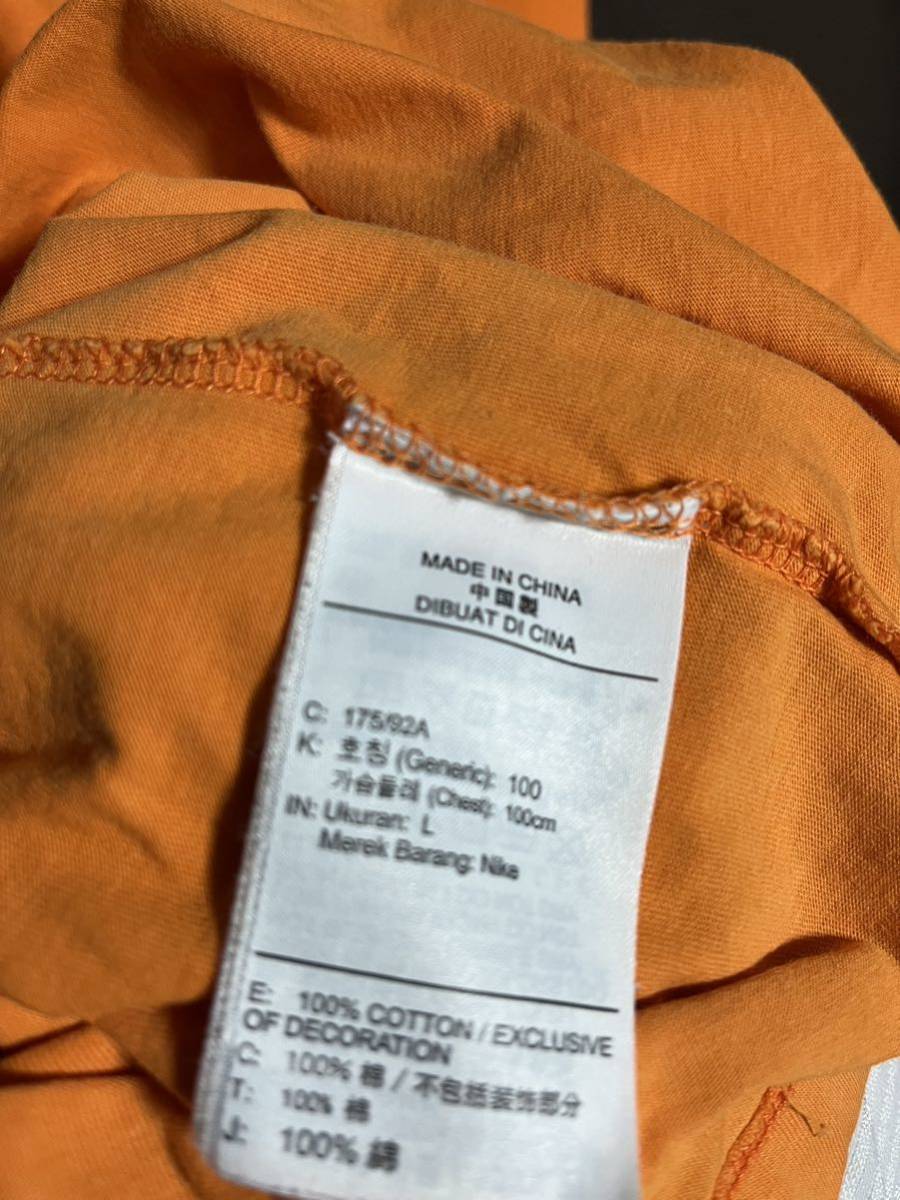 MADE IN CHINA
中国製
DIBUAT DI CINA
C: 175/92A
K: 호칭 (Generic): 100
가슴둘레 (Chest): 100cm
IN: Ukuran: L
Merek Barang: Nike
E: 100% COTTON / EXCLUSIVE
OF DECORATION
C: 100% 棉 / 不包括装饰部分
T: 100% 棉
J: 100% 綿